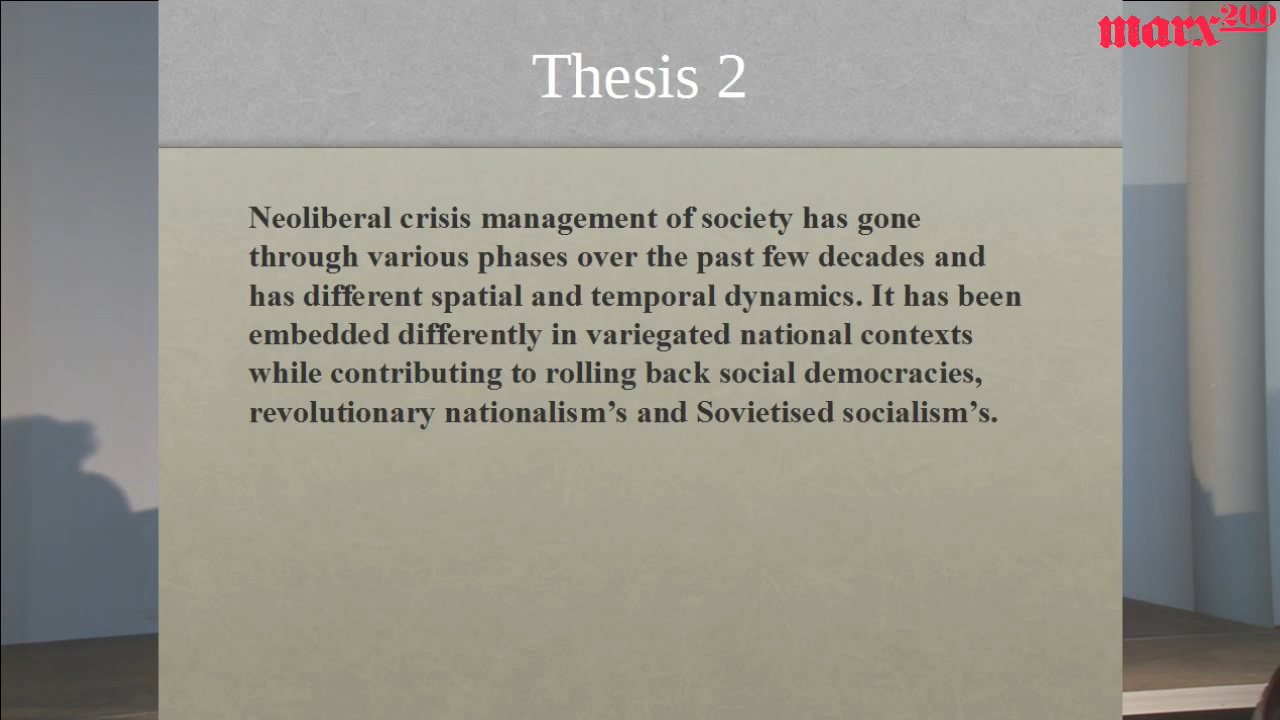 marx200
Thesis 2
Neoliberal crisis management of society has gone
through various phases over the past few decades and
has different spatial and temporal dynamics. It has been
embedded differently in variegated national contexts
while contributing to rolling back social democracies,
revolutionary nationalism’s and Sovietised socialism’s.